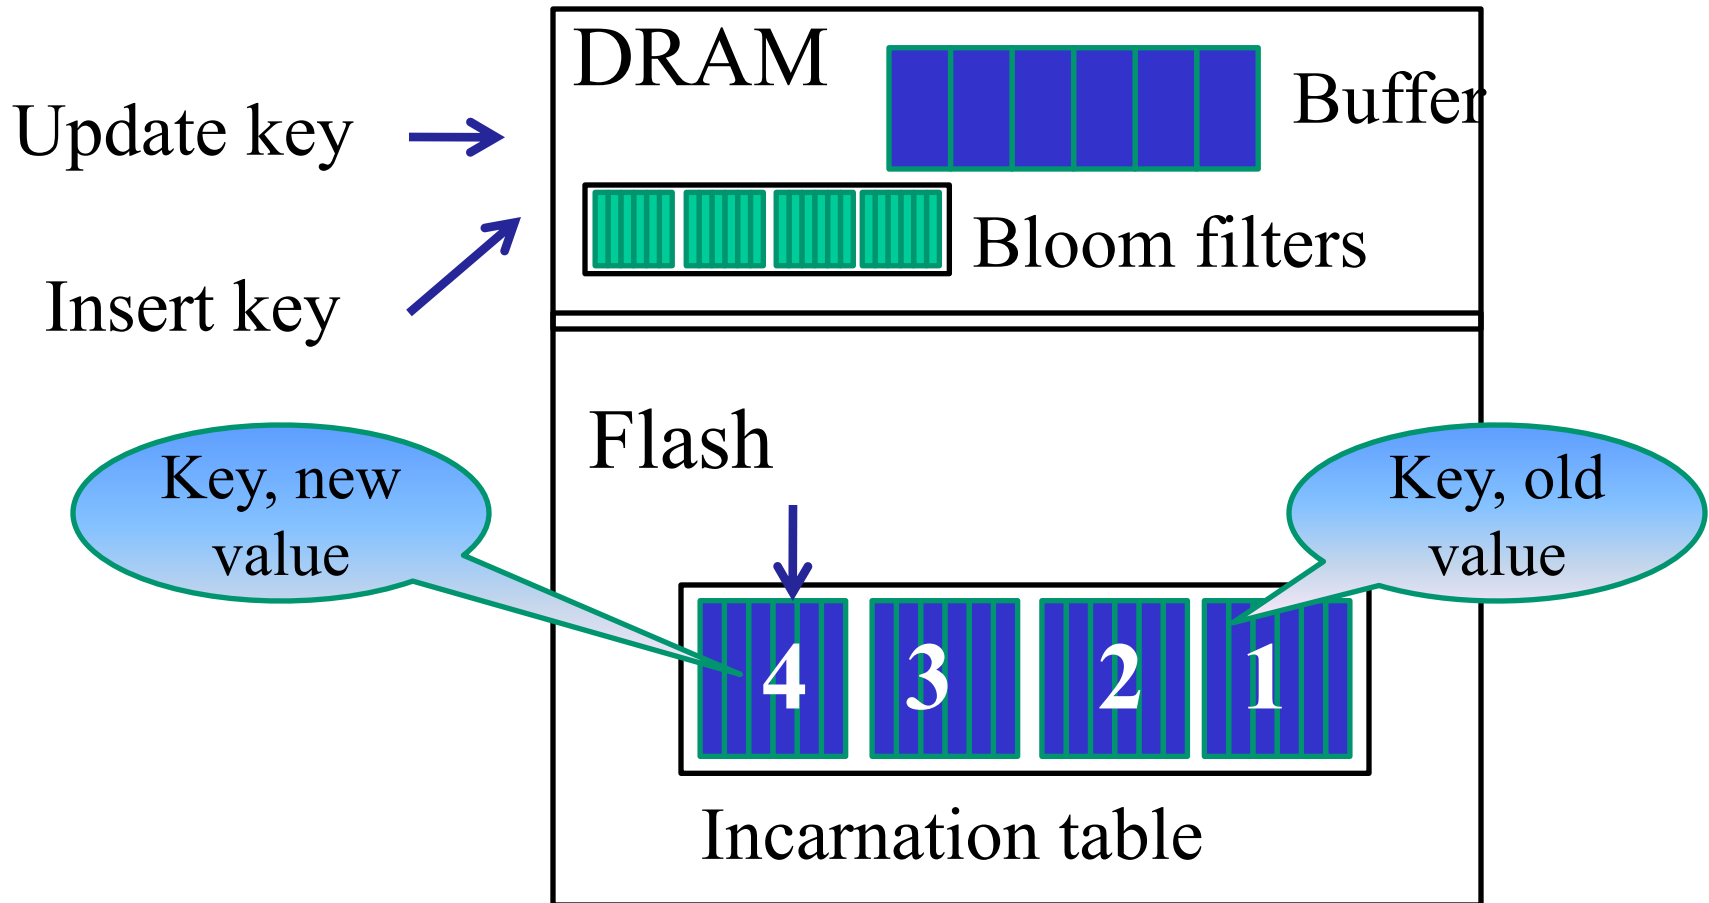 DRAM
Buffer
Update key
Bloom filters
Insert key
Flash
Key, new
value
Key, old
value
4 3 2 1
Incarnation table